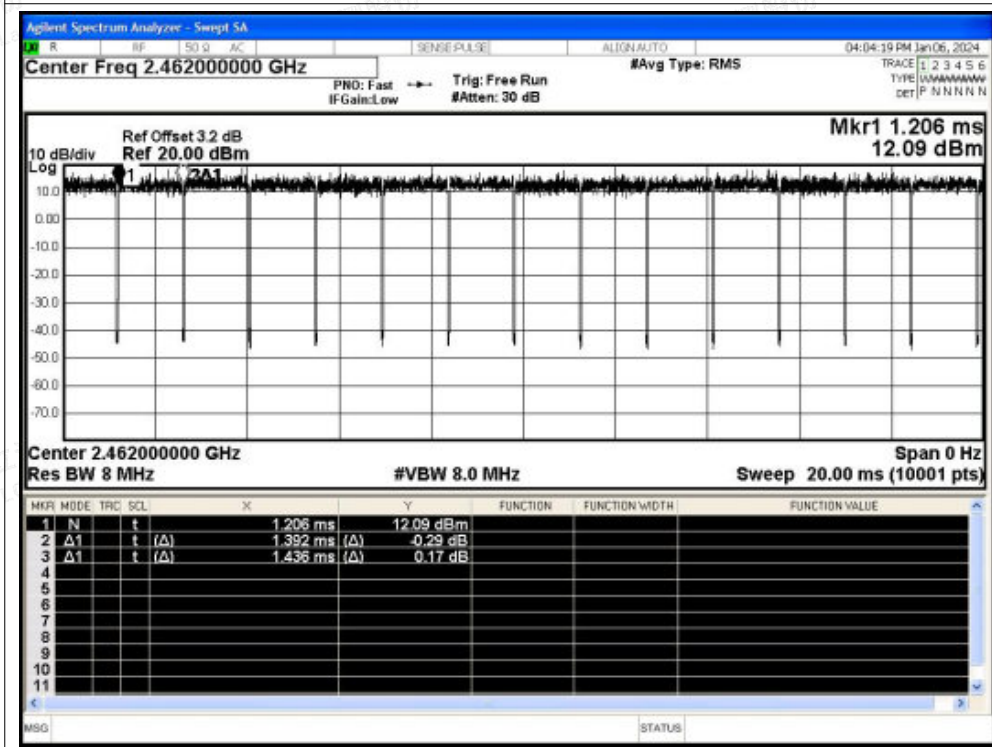 Agilent Spectrum Analyzer - Swept SA
R RF 50 Ω AC SENSE:PULSE ALIGN AUTO 04:04:19 PM Jan 06, 2024
Center Freq 2.462000000 GHz #Avg Type: RMS TRACE 1 2 3 4 5 6
PNO: Fast Trig: Free Run TYPE
IFGain:Low #Atten: 30 dB DET P N N N N N
Mkr1 1.206 ms
12.09 dBm
Ref Offset 3.2 dB
10 dB/div Ref 20.00 dBm
Log
1 2Δ1
10.0
0.00
-10.0
-20.0
-30.0
-40.0
-50.0
-60.0
-70.0
Center 2.462000000 GHz Span 0 Hz
Res BW 8 MHz #VBW 8.0 MHz Sweep 20.00 ms (10001 pts)
MKR MODE TRC SCL X Y FUNCTION FUNCTION WIDTH FUNCTION VALUE
1 N t 1.206 ms 12.09 dBm
2 Δ1 t (Δ) 1.392 ms (Δ) -0.29 dB
3 Δ1 t (Δ) 1.436 ms (Δ) 0.17 dB
4
5
6
7
8
9
10
11
MSG STATUS